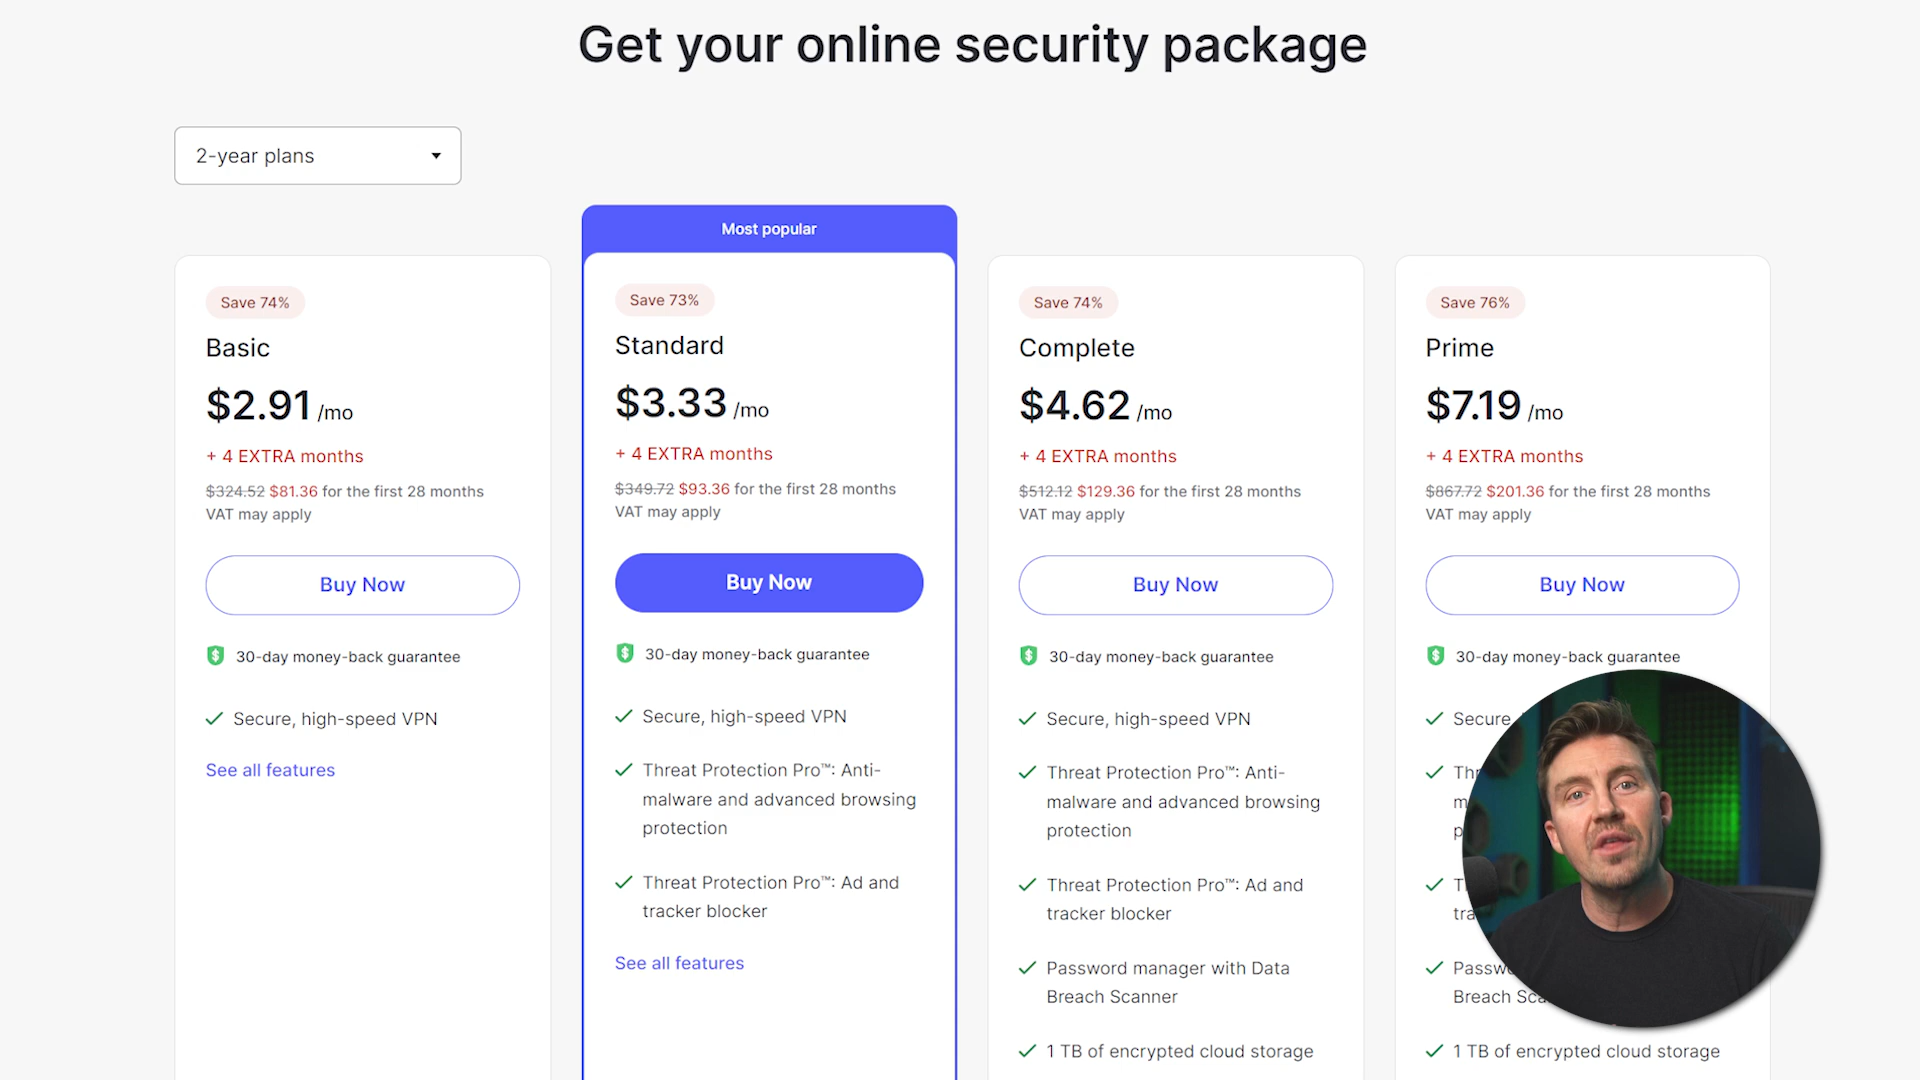 Get your online security package
2-year plans
Save 74%
Basic
$2.91 /mo
+ 4 EXTRA months
$324.52 $81.36 for the first 28 months
VAT may apply
Buy Now
30-day money-back guarantee
Secure, high-speed VPN
See all features
Most popular
Save 73%
Standard
$3.33 /mo
+ 4 EXTRA months
$349.72 $93.36 for the first 28 months
VAT may apply
Buy Now
30-day money-back guarantee
Secure, high-speed VPN
Threat Protection Pro™: Anti-
malware and advanced browsing
protection
Threat Protection Pro™: Ad and
tracker blocker
See all features
Save 74%
Complete
$4.62 /mo
+ 4 EXTRA months
$512.12 $129.36 for the first 28 months
VAT may apply
Buy Now
30-day money-back guarantee
Secure, high-speed VPN
Threat Protection Pro™: Anti-
malware and advanced browsing
protection
Threat Protection Pro™: Ad and
tracker blocker
Password manager with Data
Breach Scanner
1 TB of encrypted cloud storage
Save 76%
Prime
$7.19 /mo
+ 4 EXTRA months
$867.72 $201.36 for the first 28 months
VAT may apply
Buy Now
30-day money-back guarantee
Secure
Breach
1 TB of encrypted cloud storage